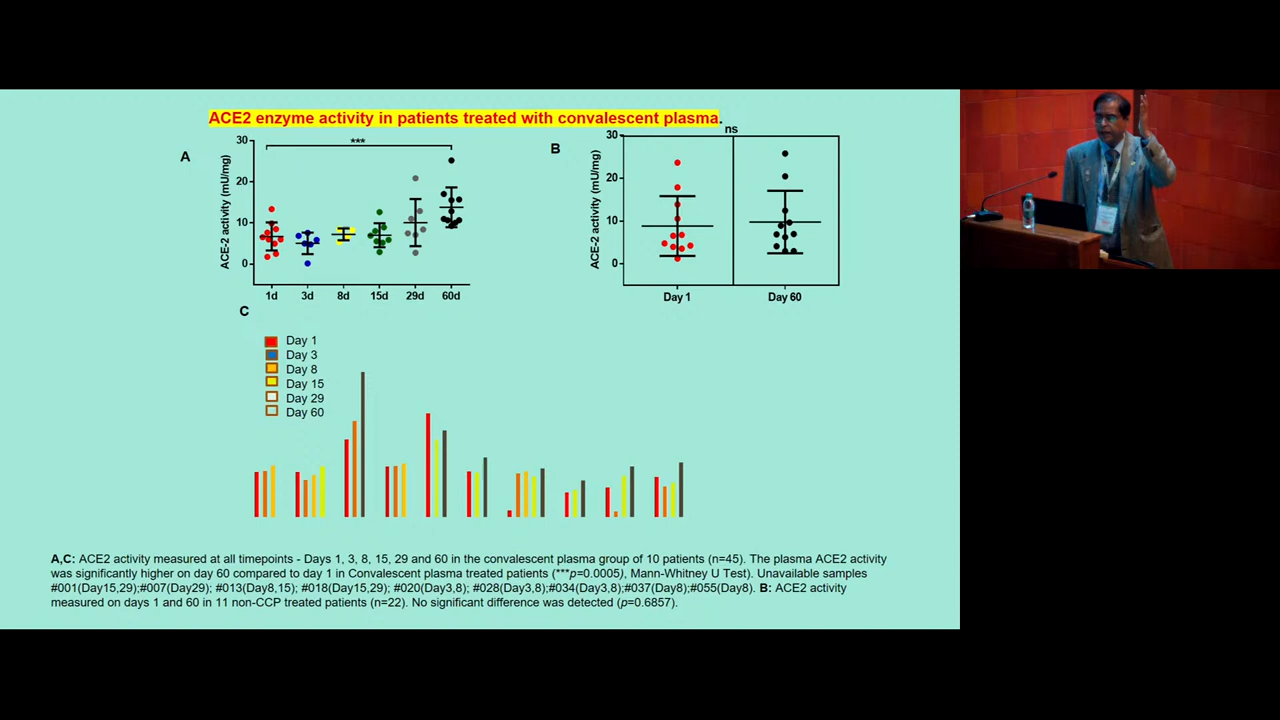 ACE2 enzyme activity in patients treated with convalescent plasma.
A
ACE-2 activity (mU/mg)
30
20
10
0
***
1d 3d 8d 15d 29d 60d
B
ACE-2 activity (mU/mg)
30
20
10
0
ns
Day 1 Day 60
C
Day 1
Day 3
Day 8
Day 15
Day 29
Day 60
A,C: ACE2 activity measured at all timepoints - Days 1, 3, 8, 15, 29 and 60 in the convalescent plasma group of 10 patients (n=45). The plasma ACE2 activity
was significantly higher on day 60 compared to day 1 in Convalescent plasma treated patients (***p=0.0005), Mann-Whitney U Test). Unavailable samples
#001(Day15,29);#007(Day29); #013(Day8,15); #018(Day15,29); #020(Day3,8); #028(Day3,8);#034(Day3,8);#037(Day8);#055(Day8). B: ACE2 activity
measured on days 1 and 60 in 11 non-CCP treated patients (n=22). No significant difference was detected (p=0.6857).